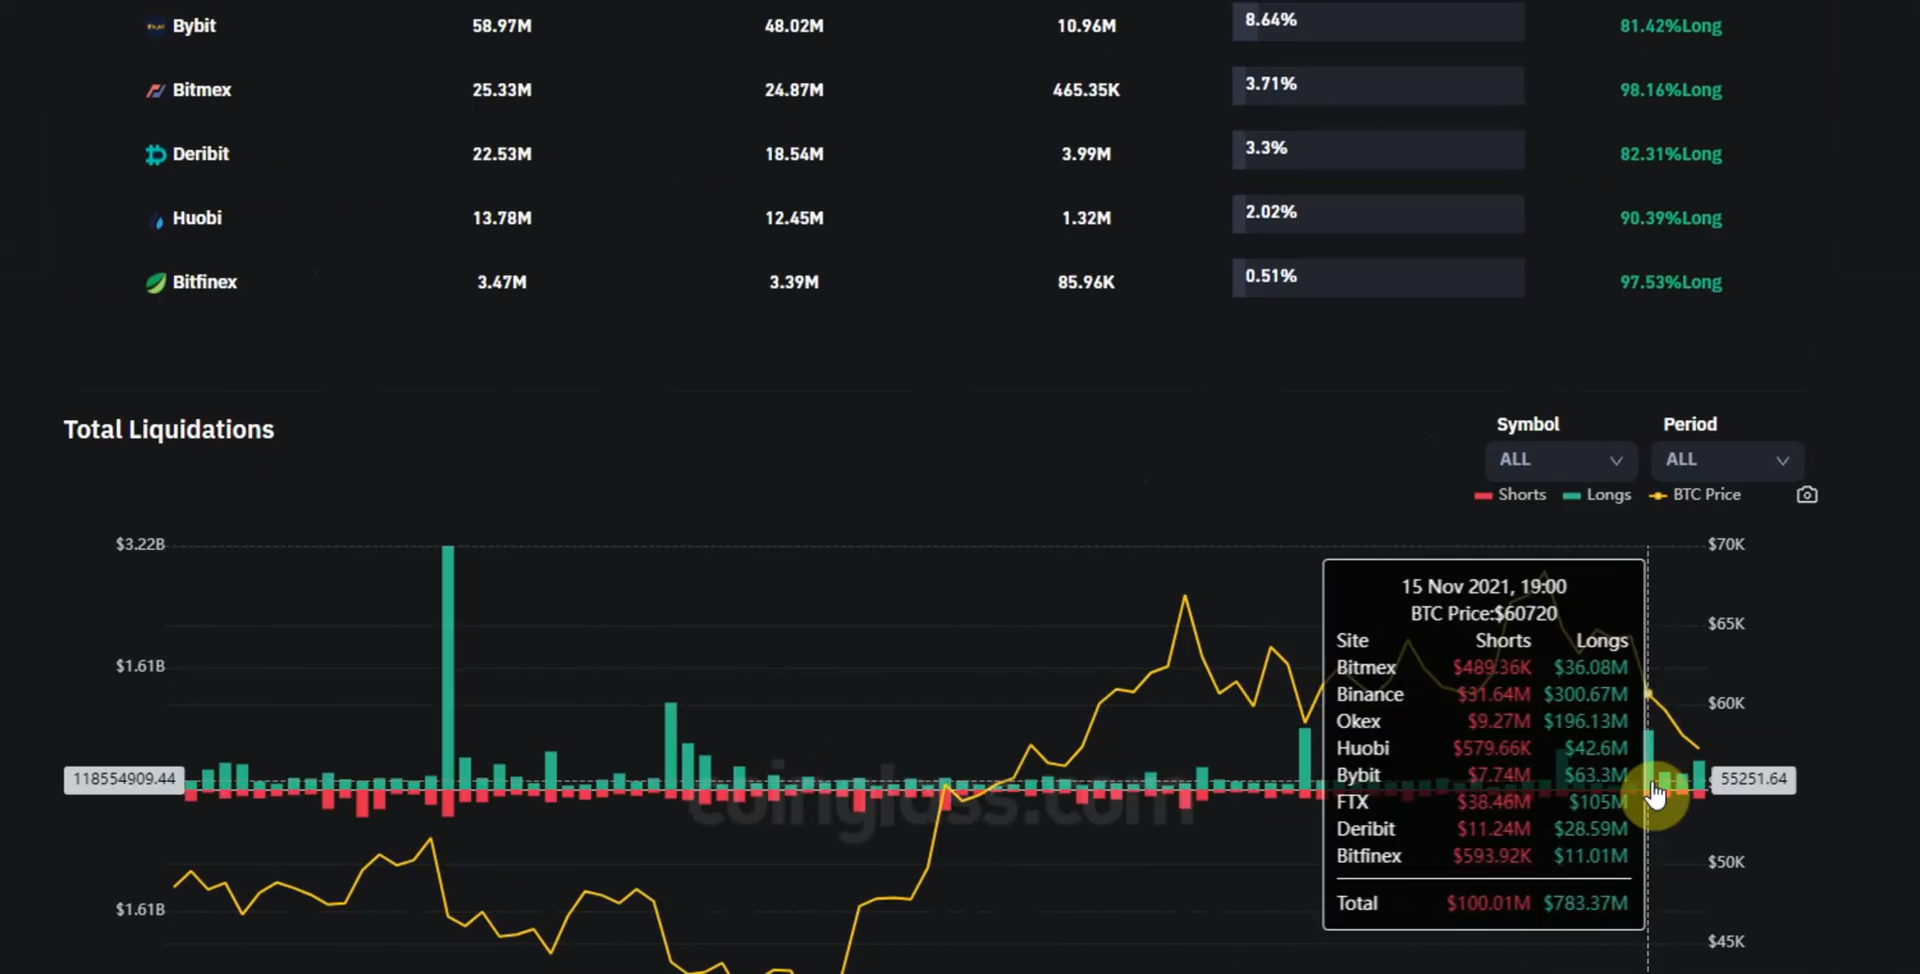 Bybit 58.97M 48.02M 10.96M 8.64% 81.42%Long
Bitmex 25.33M 24.87M 465.35K 3.71% 98.16%Long
Deribit 22.53M 18.54M 3.99M 3.3% 82.31%Long
Huobi 13.78M 12.45M 1.32M 2.02% 90.39%Long
Bitfinex 3.47M 3.39M 85.96K 0.51% 97.53%Long
Total Liquidations
Symbol Period
ALL ALL
Shorts Longs BTC Price
$3.22B $70K
15 Nov 2021, 19:00
BTC Price:$60720
$65K
Site Shorts Longs
$1.61B
Bitmex $489.36K $36.08M
Binance $31.64M $300.67M
$60K
Okex $9.27M $196.13M
Huobi $579.66K $42.6M
Bybit $7.74M $63.3M
118554909.44 55251.64
FTX $38.46M $105M
coinglass.com
Deribit $11.24M $28.59M
Bitfinex $593.92K $11.01M
$50K
Total $100.01M $783.37M
$1.61B
$45K